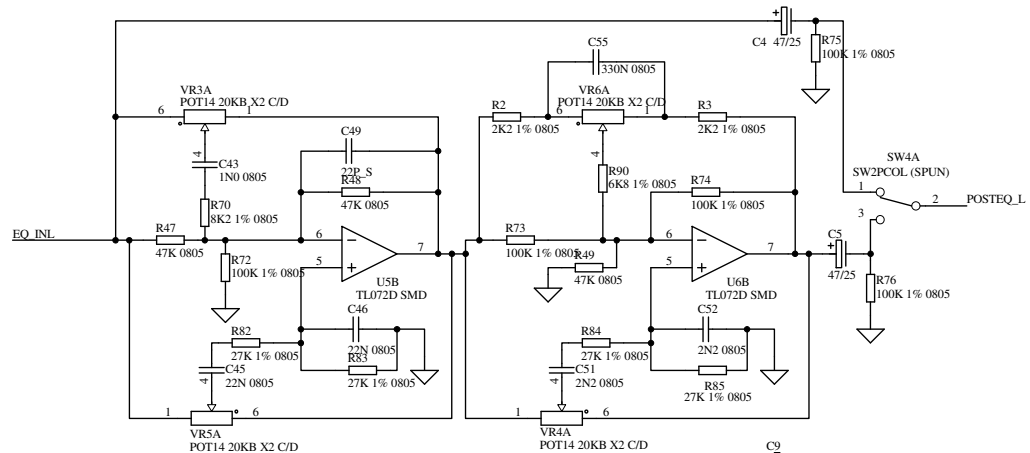 C4
+
47/25
R75
100K 1% 0805
C55
330N 0805
VR3A
POT14 20KB X2 C/D
6
1
4
R2
2K2 1% 0805
VR6A
POT14 20KB X2 C/D
6
1
4
R3
2K2 1% 0805
C49
22P_S
C43
1N0 0805
R48
47K 0805
R90
6K8 1% 0805
R74
100K 1% 0805
SW4A
SW2PCOL (SPUN)
1
2
3
POSTEQ_L
R70
8K2 1% 0805
EQ_INL
R47
47K 0805
R72
100K 1% 0805
6
5
7
U5B
TL072D SMD
R73
100K 1% 0805
R49
47K 0805
6
5
7
U6B
TL072D SMD
C5
+
47/25
R76
100K 1% 0805
R82
27K 1% 0805
C46
22N 0805
R83
27K 1% 0805
C45
22N 0805
4
R84
27K 1% 0805
C52
2N2 0805
R85
27K 1% 0805
C51
2N2 0805
4
1
6
VR5A
POT14 20KB X2 C/D
1
6
VR4A
POT14 20KB X2 C/D
C9